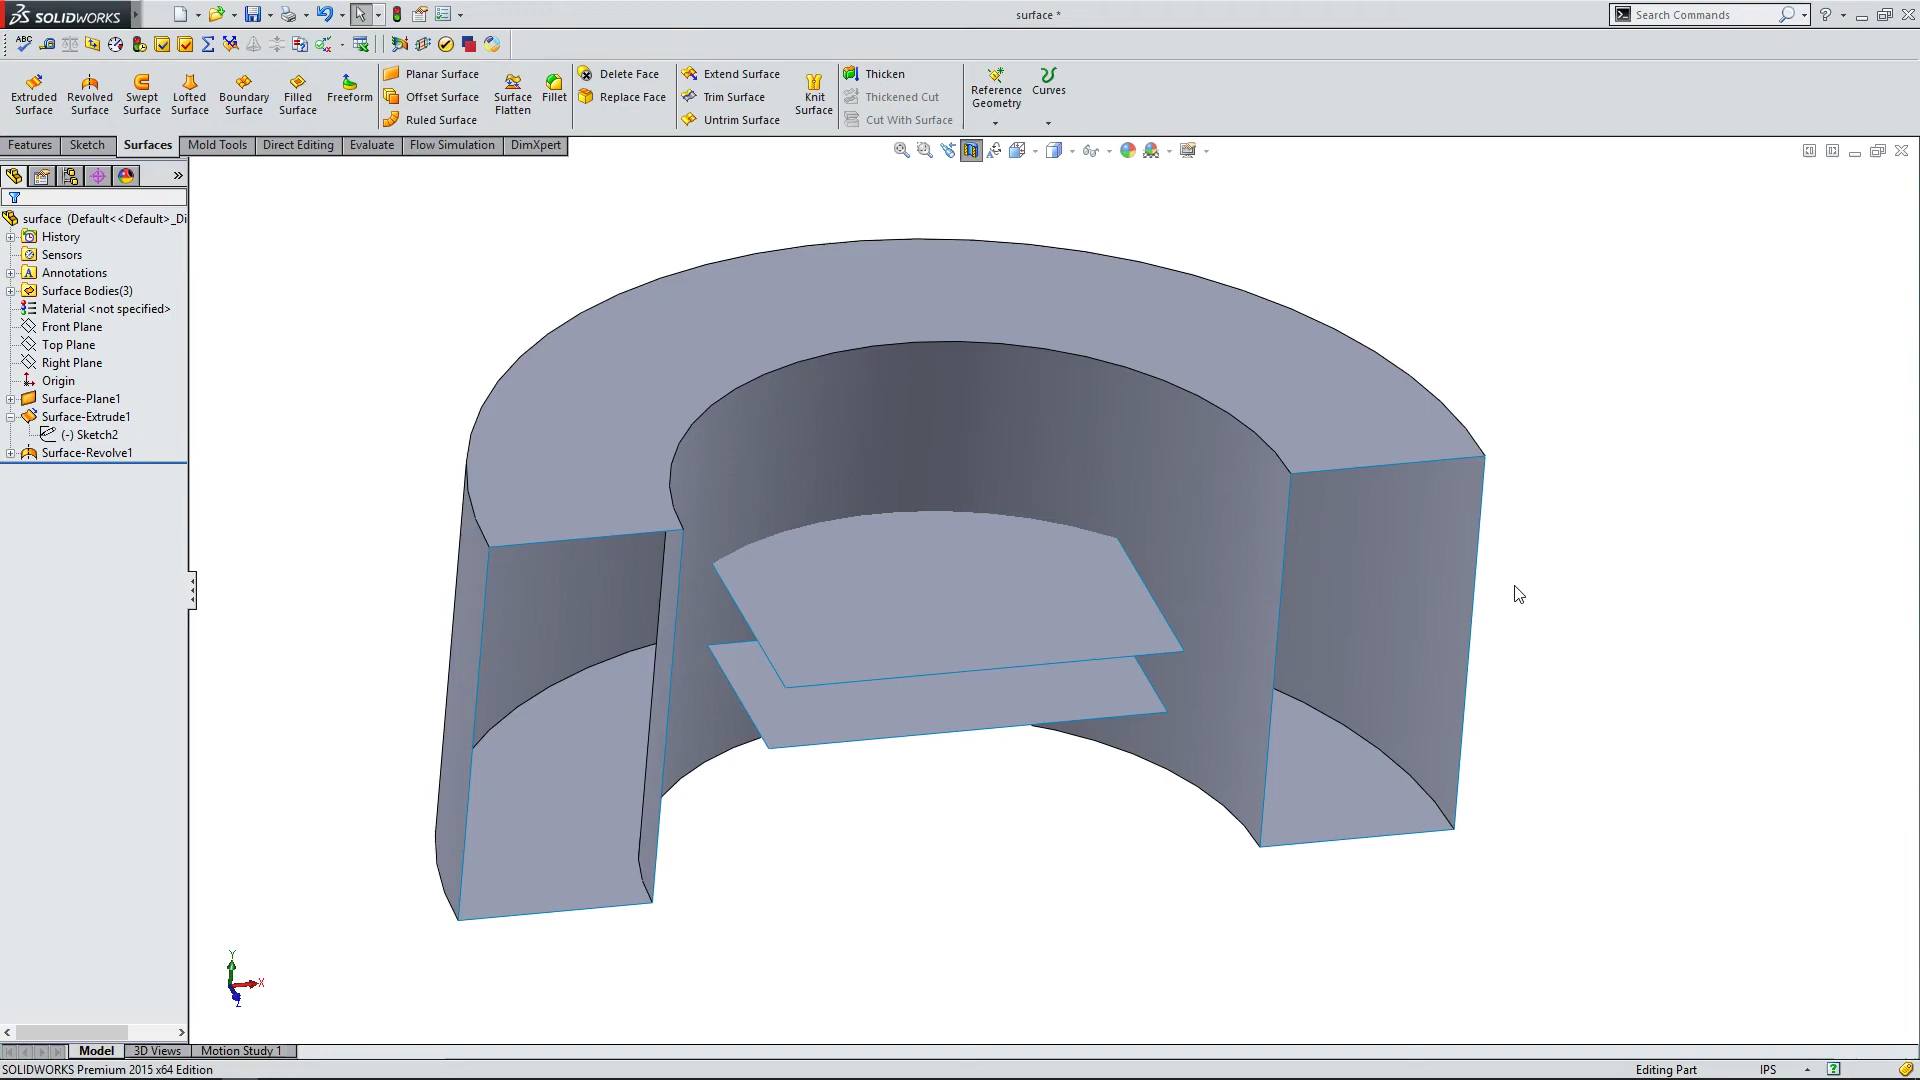 SOLIDWORKS
surface *
Search Commands
ABC
Extruded Surface
Revolved Surface
Swept Surface
Lofted Surface
Boundary Surface
Filled Surface
Freeform
Planar Surface
Offset Surface
Ruled Surface
Surface Flatten
Fillet
Delete Face
Replace Face
Extend Surface
Trim Surface
Untrim Surface
Knit Surface
Thicken
Thickened Cut
Cut With Surface
Reference Geometry
Curves
Features
Sketch
Surfaces
Mold Tools
Direct Editing
Evaluate
Flow Simulation
DimXpert
surface (Default<<Default>_Di
History
Sensors
Annotations
Surface Bodies(3)
Material <not specified>
Front Plane
Top Plane
Right Plane
Origin
Surface-Plane1
Surface-Extrude1
(-) Sketch2
Surface-Revolve1
Y
X
Z
Model
3D Views
Motion Study 1
SOLIDWORKS Premium 2015 x64 Edition
Editing Part
IPS